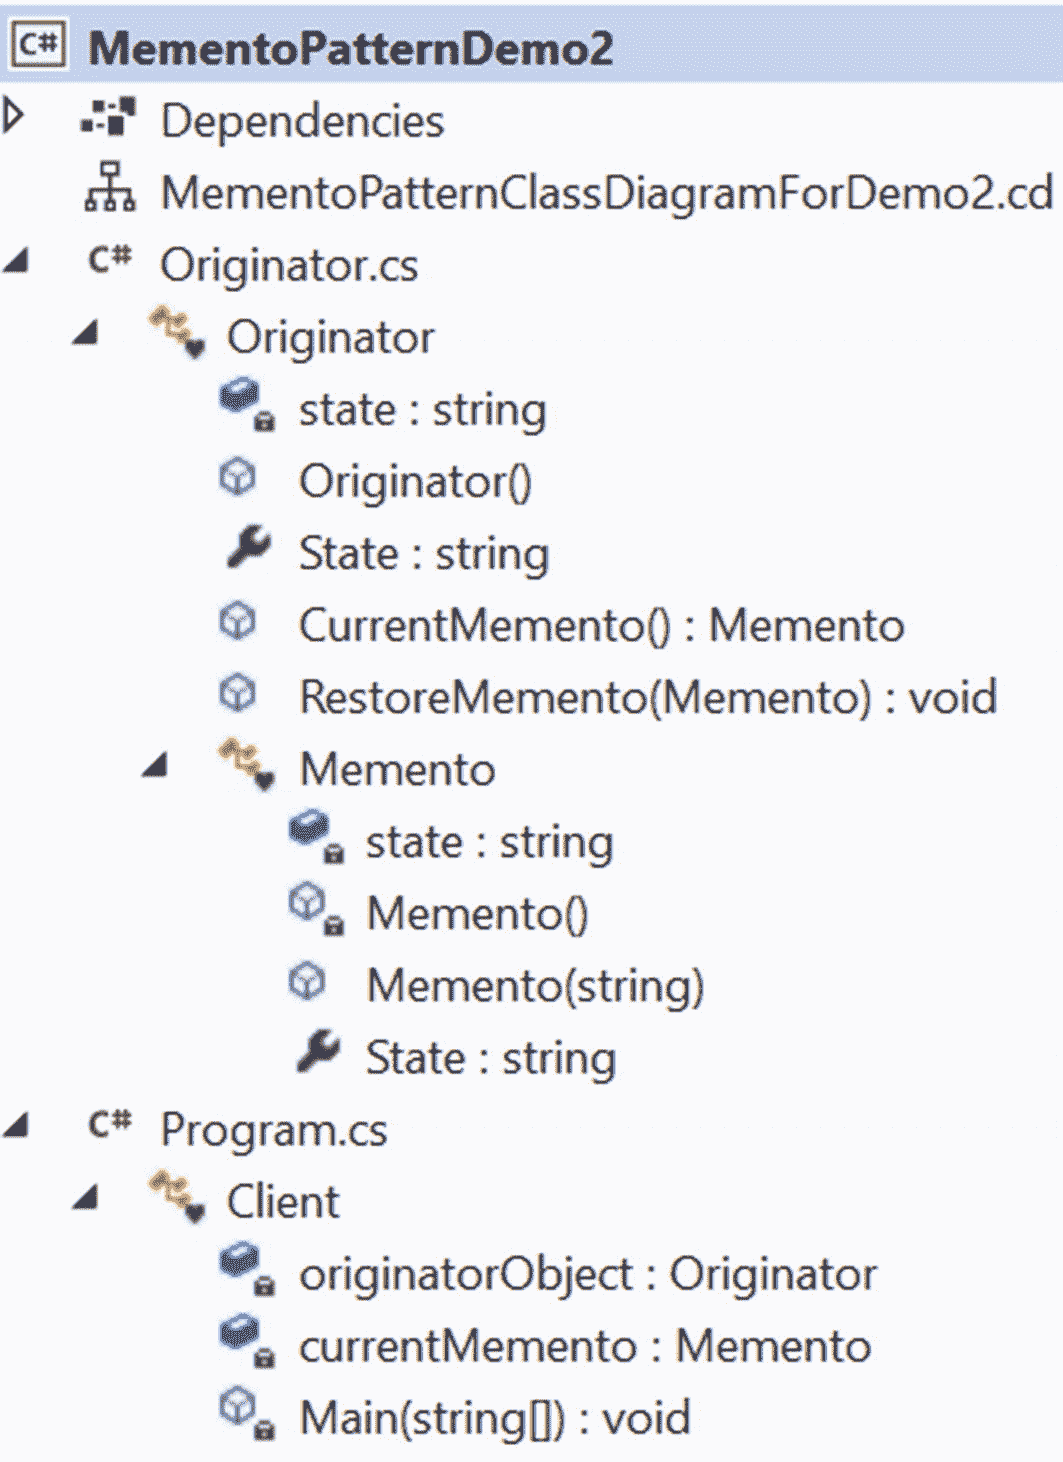 C# MementoPatternDemo2
Dependencies
MementoPatternClassDiagramForDemo2.cd
C# Originator.cs
Originator
state : string
Originator()
State : string
CurrentMemento() : Memento
RestoreMemento(Memento) : void
Memento
state : string
Memento()
Memento(string)
State : string
C# Program.cs
Client
originatorObject : Originator
currentMemento : Memento
Main(string[]) : void